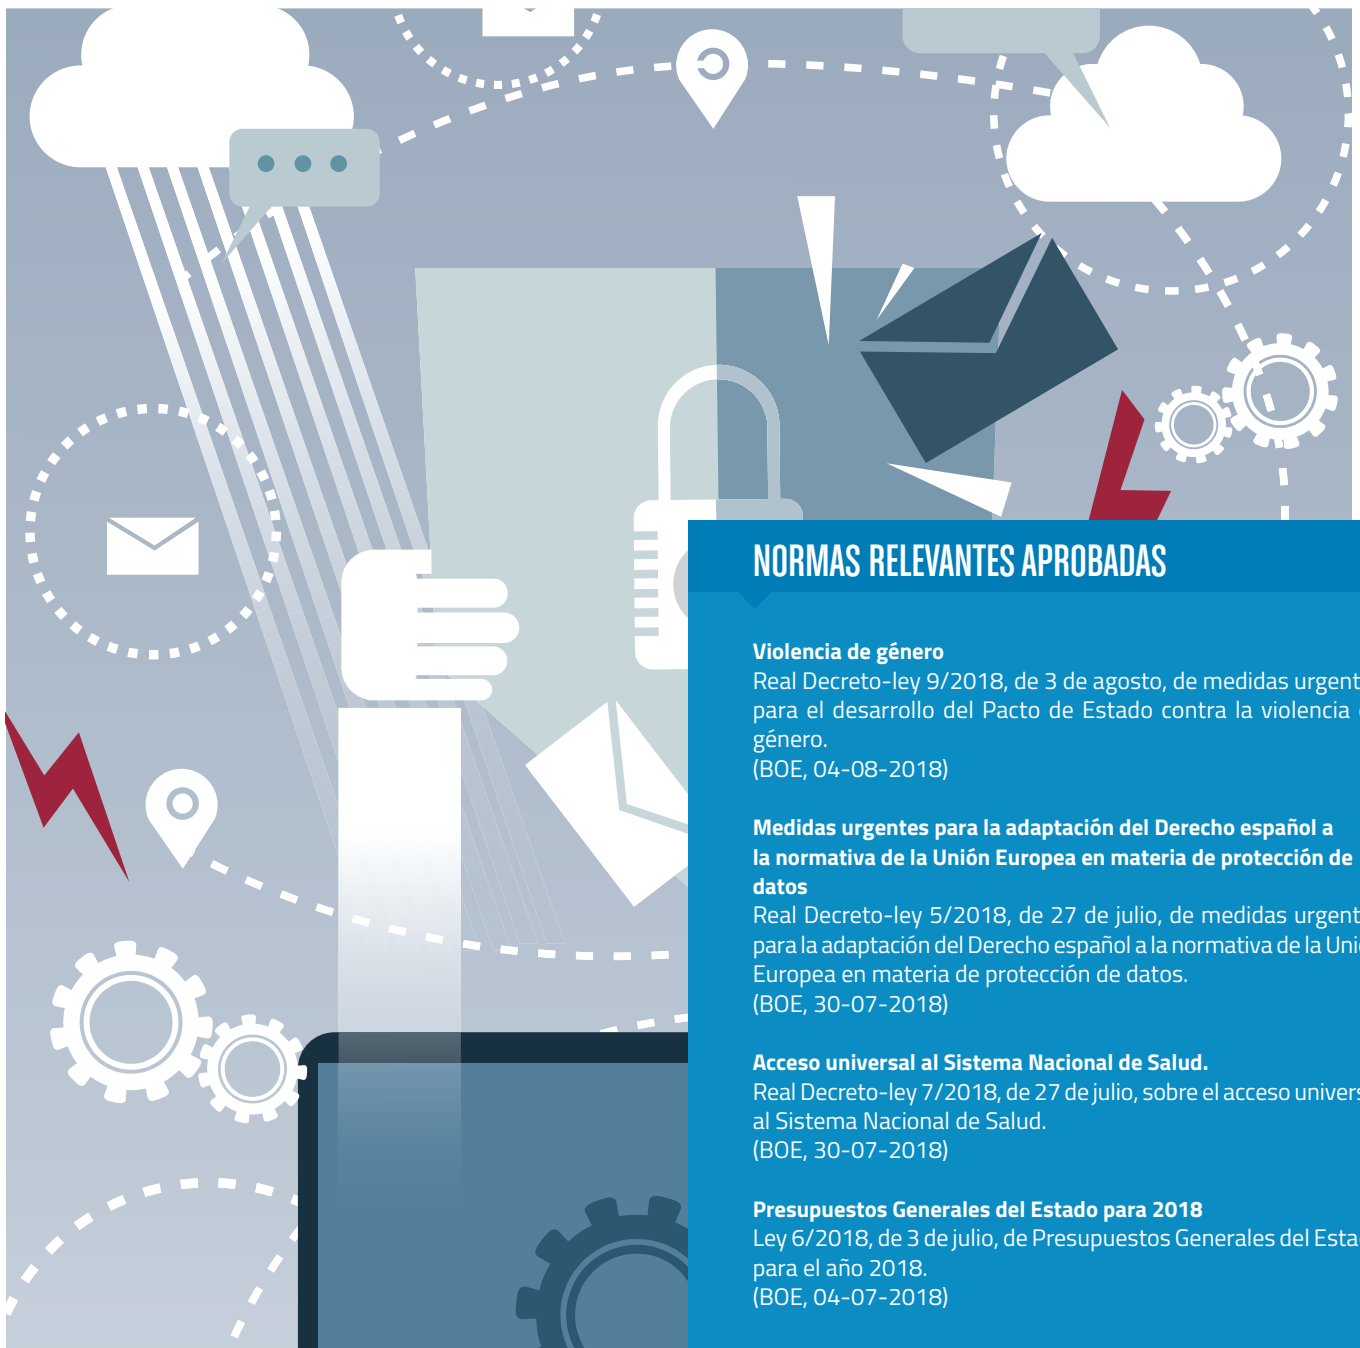 NORMAS RELEVANTES APROBADAS
Violencia de género
Real Decreto-ley 9/2018, de 3 de agosto, de medidas urgent
para el desarrollo del Pacto de Estado contra la violencia
género.
(BOE, 04-08-2018)
Medidas urgentes para la adaptación del Derecho español a
la normativa de la Unión Europea en materia de protección de
datos
Real Decreto-ley 5/2018, de 27 de julio, de medidas urgent
para la adaptación del Derecho español a la normativa de la Uni
Europea en materia de protección de datos.
(BOE, 30-07-2018)
Acceso universal al Sistema Nacional de Salud.
Real Decreto-ley 7/2018, de 27 de julio, sobre el acceso univers
al Sistema Nacional de Salud.
(BOE, 30-07-2018)
Presupuestos Generales del Estado para 2018
Ley 6/2018, de 3 de julio, de Presupuestos Generales del Esta
para el año 2018.
(BOE, 04-07-2018)